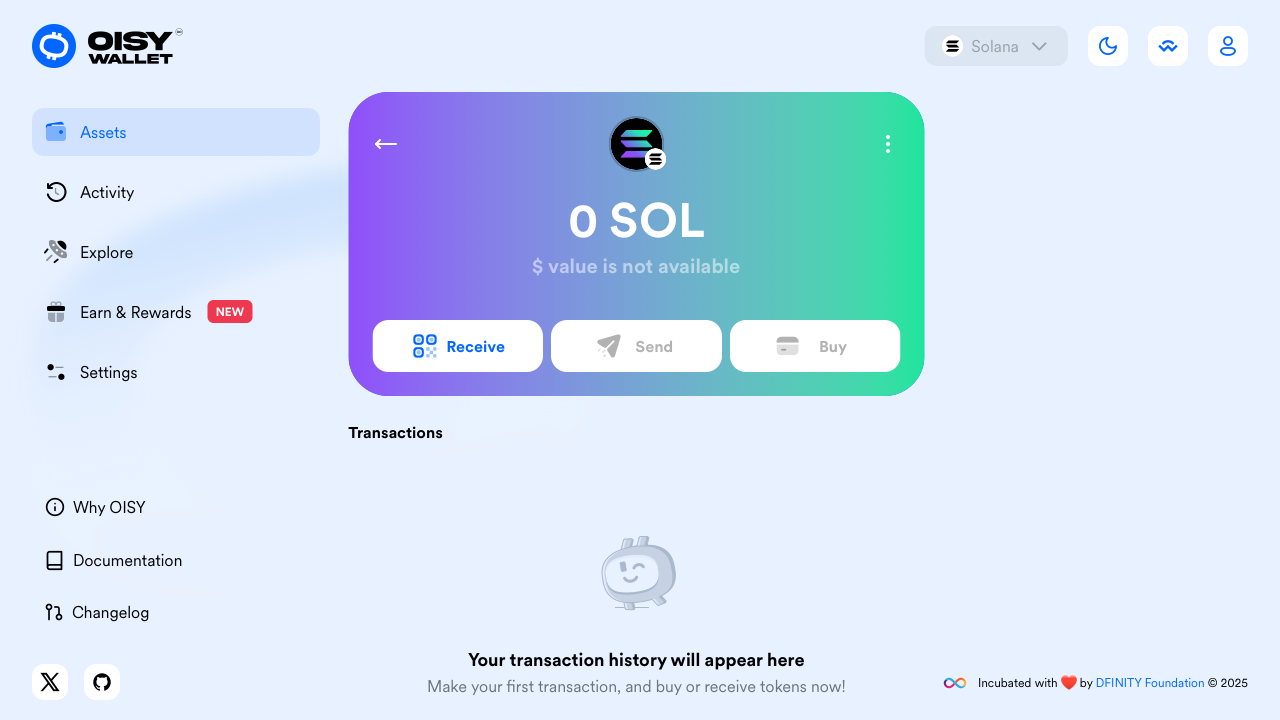 OISY
WALLET
Solana
Assets
Activity
Explore
Earn & Rewards NEW
Settings
0 SOL
$ value is not available
Receive
Send
Buy
Transactions
Why OISY
Documentation
Changelog
Your transaction history will appear here
Make your first transaction, and buy or receive tokens now!
Incubated with ❤️ by DFINITY Foundation © 2025